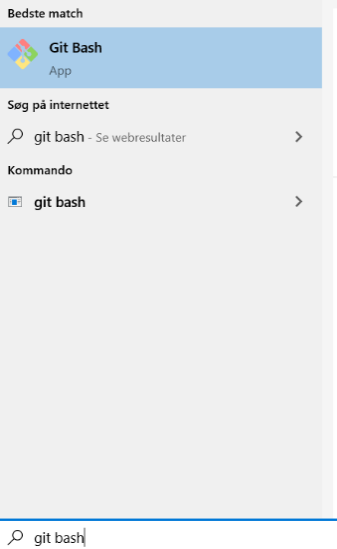 Bedste match
Git Bash
App
Søg på internettet
git bash - Se webresultater
Kommando
git bash
git bash